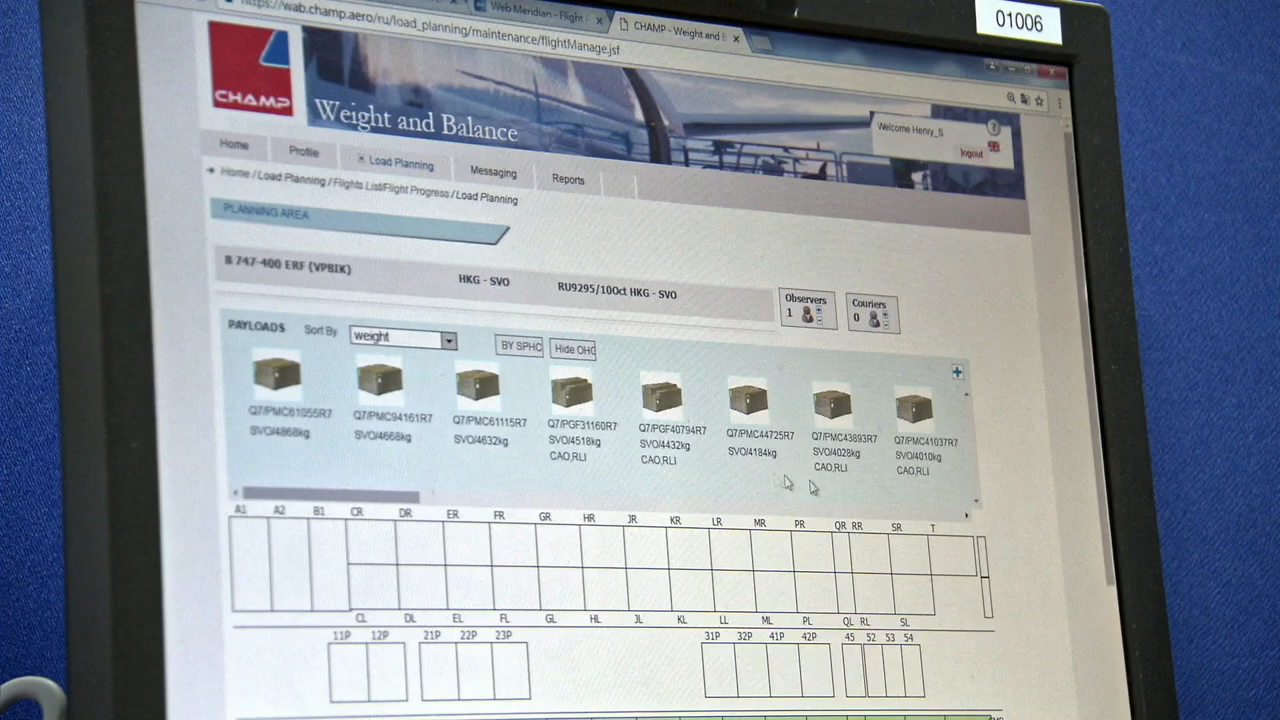 01006
Web Meridian - Flight
CHAMP - Weight and B
https://wab.champ.aero/ru/load_planning/maintenance/flightManage.jsf
CHAMP
Weight and Balance
Welcome Henry_S
?
logout
Home Profile Load Planning Messaging Reports
Home / Load Planning / Flights List/Flight Progress / Load Planning
PLANNING AREA
B 747-400 ERF (VPBIK) HKG - SVO RU9295/10Oct HKG - SVO
Observers
1
Couriers
0
PAYLOADS Sort By weight BY SPHC Hide OHG
Q7/PMC61055R7 Q7/PMC94161R7 Q7/PMC61115R7 Q7/PGF31160R7 Q7/PGF40794R7 Q7/PMC44725R7 Q7/PMC43893R7 Q7/PMC41037R7
SVO/4868kg SVO/4668kg SVO/4632kg SVO/4518kg SVO/4432kg SVO/4184kg SVO/4028kg SVO/4010kg
CAO,RLI CAO,RLI CAO,RLI CAO,RLI
A1 A2 B1 CR DR ER FR GR HR JR KR LR MR PR QR RR SR T
CL DL EL FL GL HL JL KL LL ML PL QL RL SL
11P 12P 21P 22P 23P 31P 32P 41P 42P 45 52 53 54